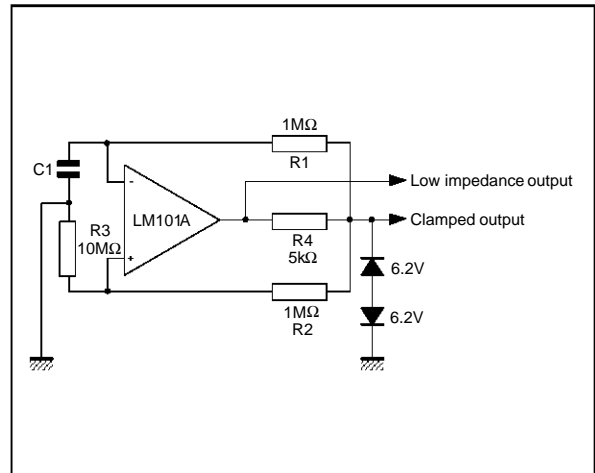 1MΩ
R1
C1
-
Low impedance output
LM101A
Clamped output
R3
10MΩ
R4
5kΩ
+
6.2V
6.2V
1MΩ
R2